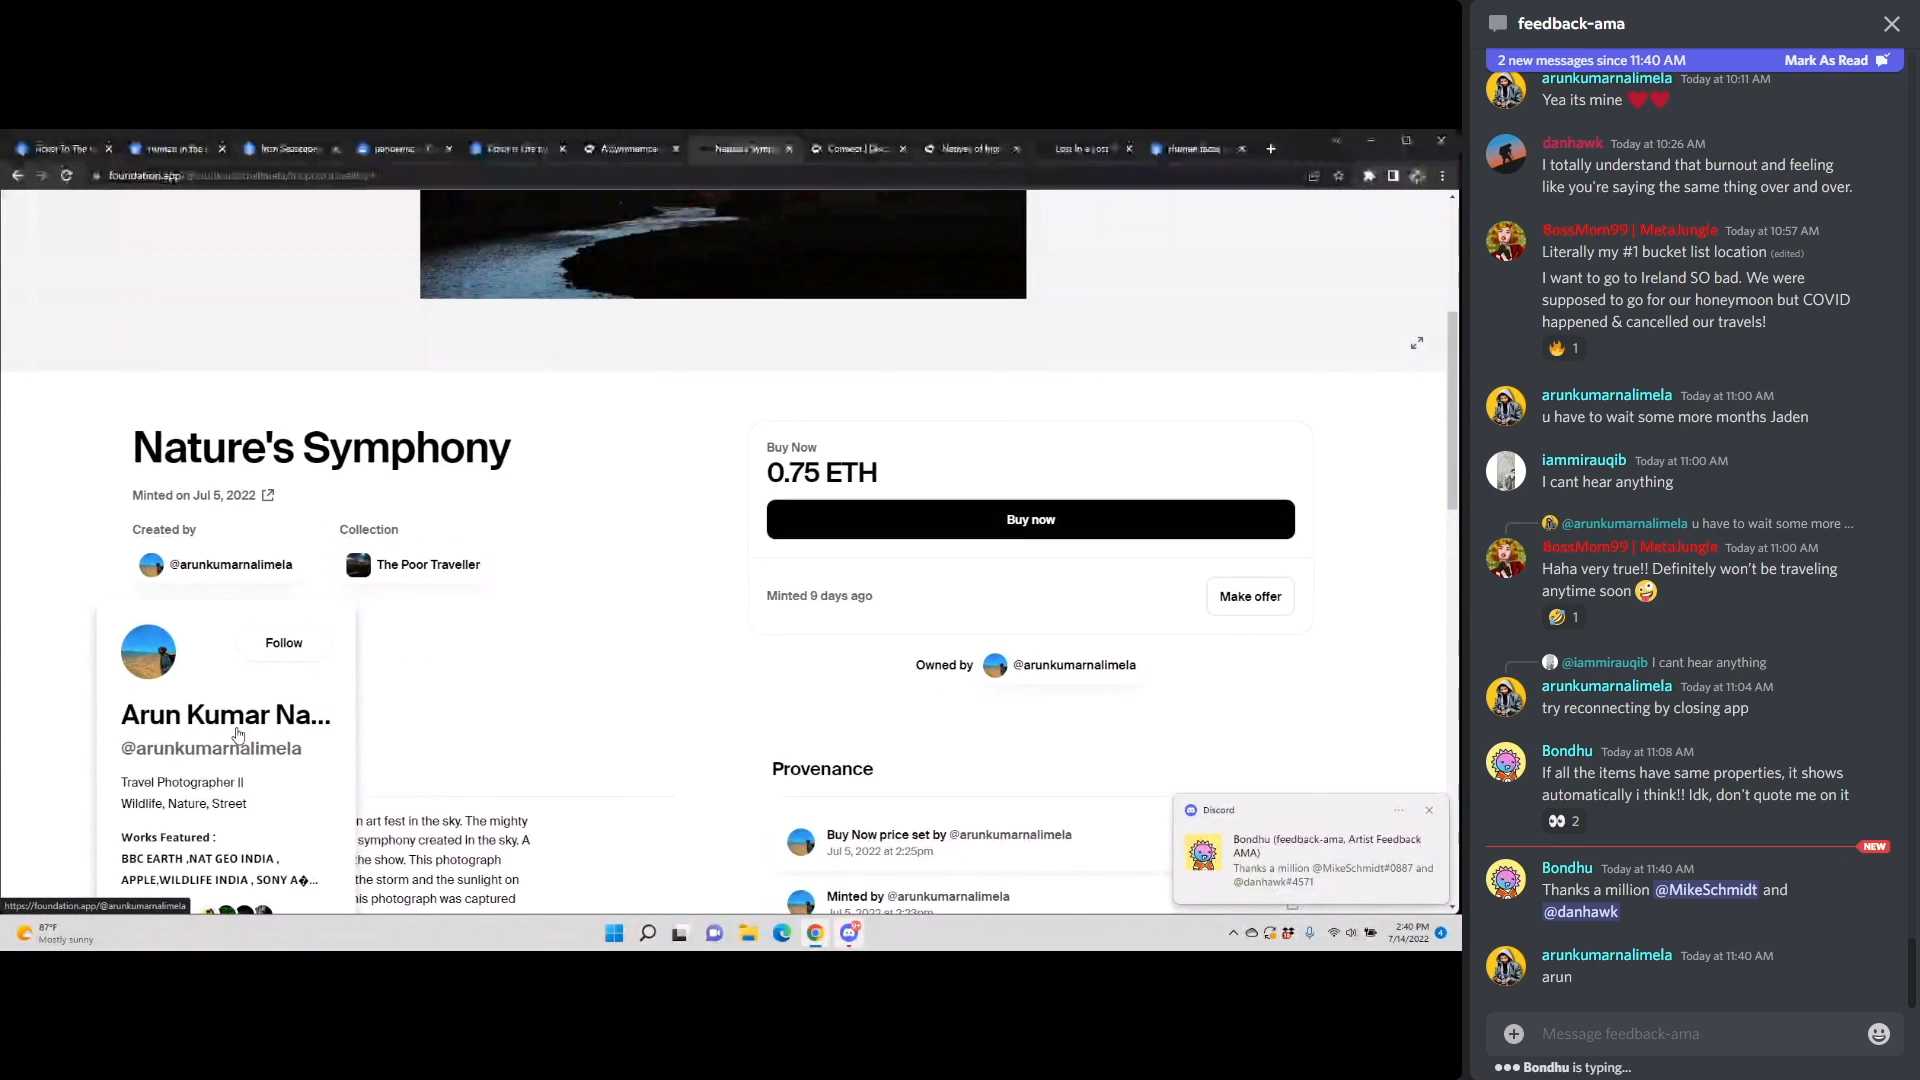 foundation.app
Nature's Symphony
Minted on Jul 5, 2022
Created by
Collection
@arunkumarnalimela
The Poor Traveller
Follow
Arun Kumar Na...
@arunkumarnalimela
Travel Photographer ||
Wildlife, Nature, Street
Works Featured :
BBC EARTH ,NAT GEO INDIA ,
APPLE,WILDLIFE INDIA , SONY A�...
n art fest in the sky. The mighty
symphony created in the sky. A
he show. This photograph
the storm and the sunlight on
is photograph was captured
https://foundation.app/@arunkumarnalimela
Buy Now
0.75 ETH
Buy now
Minted 9 days ago
Make offer
Owned by
@arunkumarnalimela
Provenance
Buy Now price set by @arunkumarnalimela
Jul 5, 2022 at 2:25pm
Minted by @arunkumarnalimela
Jul 5, 2022 at 2:23pm
Discord
Bondhu (feedback-ama, Artist Feedback
AMA)
Thanks a million @MikeSchmidt#0887 and
@danhawk#4571
87°F
Mostly sunny
2:40 PM
7/14/2022
4
feedback-ama
2 new messages since 11:40 AM
Mark As Read
arunkumarnalimela Today at 10:11 AM
Yea its mine
danhawk Today at 10:26 AM
I totally understand that burnout and feeling
like you're saying the same thing over and over.
BossMom99 | MetaJungle Today at 10:57 AM
Literally my #1 bucket list location (edited)
I want to go to Ireland SO bad. We were
supposed to go for our honeymoon but COVID
happened & cancelled our travels!
1
arunkumarnalimela Today at 11:00 AM
u have to wait some more months Jaden
iammirauqib Today at 11:00 AM
I cant hear anything
@arunkumarnalimela u have to wait some more ...
BossMom99 | MetaJungle Today at 11:00 AM
Haha very true!! Definitely won't be traveling
anytime soon
1
@iammirauqib I cant hear anything
arunkumarnalimela Today at 11:04 AM
try reconnecting by closing app
Bondhu Today at 11:08 AM
If all the items have same properties, it shows
automatically i think!! Idk, don't quote me on it
2
NEW
Bondhu Today at 11:40 AM
Thanks a million @MikeSchmidt and
@danhawk
arunkumarnalimela Today at 11:40 AM
arun
Message feedback-ama
Bondhu is typing...